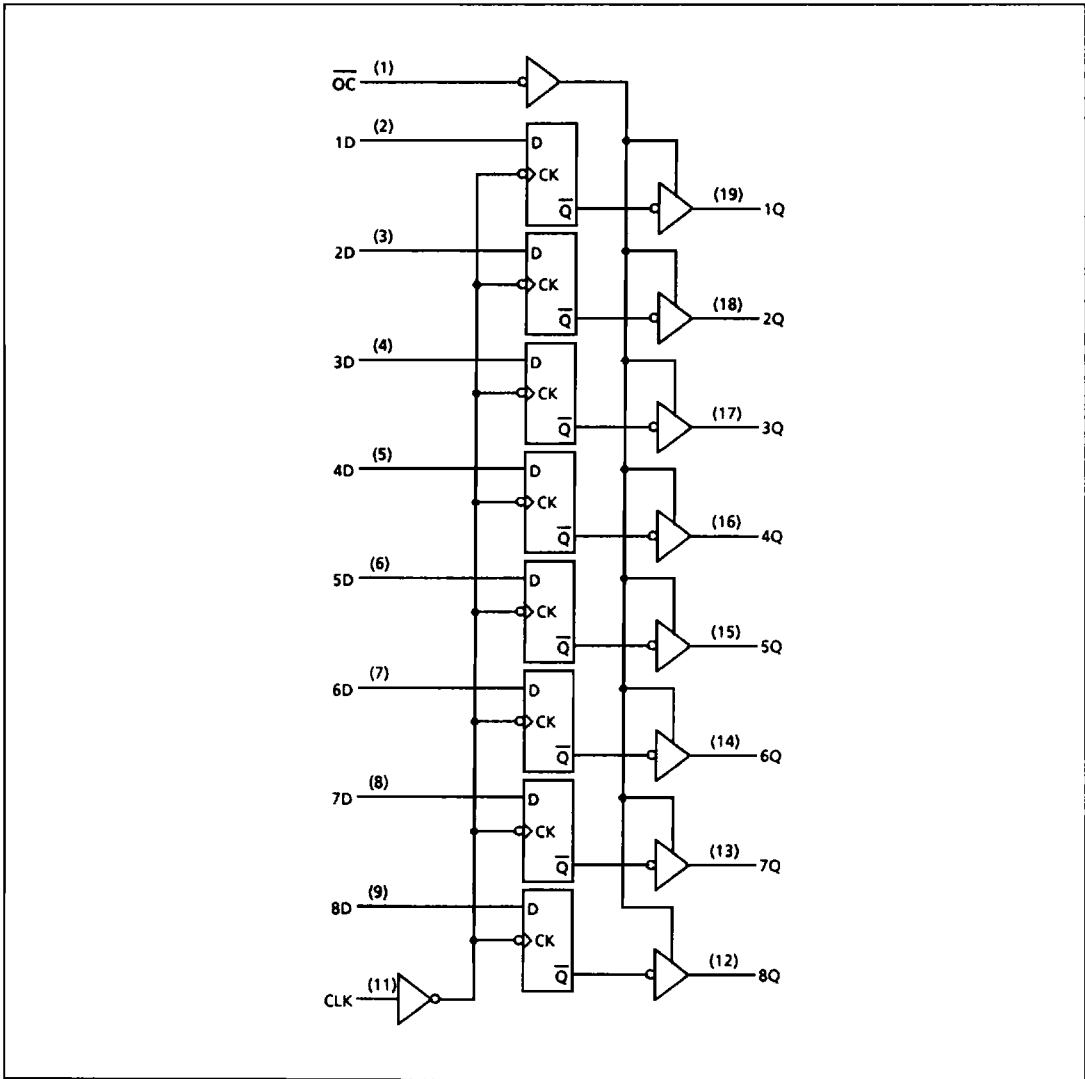 O̅C̅ (1)
1D (2) D
CK
Q̅ (19) 1Q
2D (3) D
CK
Q̅ (18) 2Q
3D (4) D
CK
Q̅ (17) 3Q
4D (5) D
CK
Q̅ (16) 4Q
5D (6) D
CK
Q̅ (15) 5Q
6D (7) D
CK
Q̅ (14) 6Q
7D (8) D
CK
Q̅ (13) 7Q
8D (9) D
CK
Q̅ (12) 8Q
CLK (11)